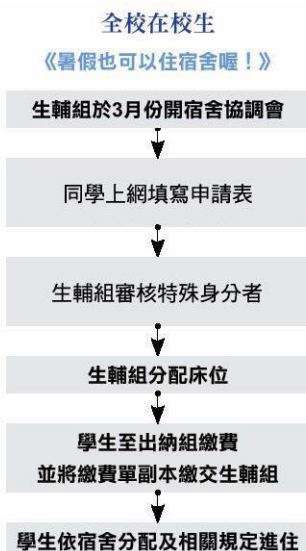 全校在校生
《暑假也可以住宿舍喔！》
生輔組於3月份開宿舍協調會
同學上網填寫申請表
生輔組審核特殊身分者
生輔組分配床位
學生至出納組繳費
並將繳費單副本繳交生輔組
學生依宿舍分配及相關規定進住